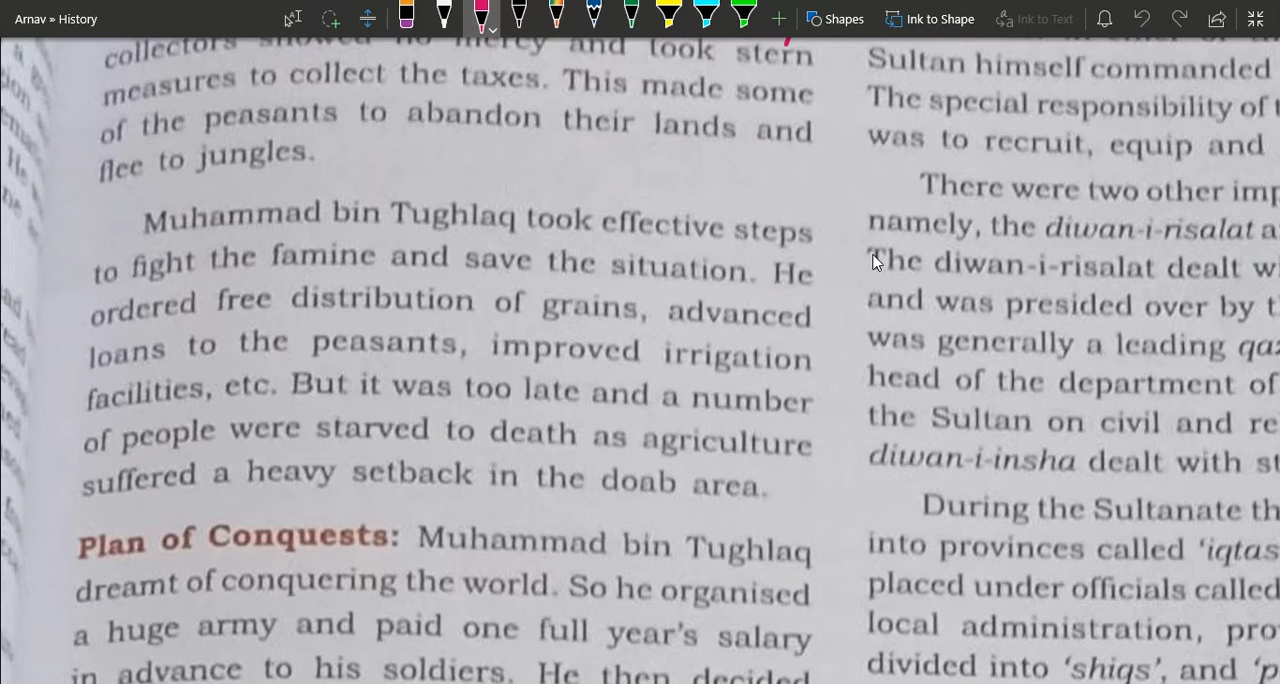 Arnav » History
Shapes
Ink to Shape
Ink to Text
collectors showed no mercy and took stern
measures to collect the taxes. This made some
of the peasants to abandon their lands and
flee to jungles.
Muhammad bin Tughlaq took effective steps
to fight the famine and save the situation. He
ordered free distribution of grains, advanced
loans to the peasants, improved irrigation
facilities, etc. But it was too late and a number
of people were starved to death as agriculture
suffered a heavy setback in the doab area.
Plan of Conquests: Muhammad bin Tughlaq
dreamt of conquering the world. So he organised
a huge army and paid one full year's salary
in advance to his soldiers. He then decided
Sultan himself commanded
The special responsibility of
was to recruit, equip and
There were two other
namely, the diwan-i-risalat
The diwan-i-risalat dealt
and was presided over by
was generally a leading
head of the department of
the Sultan on civil and
diwan-i-insha dealt with
During the Sultanate
into provinces called 'iqtas
placed under officials called
local administration,
divided into 'shiqs', and